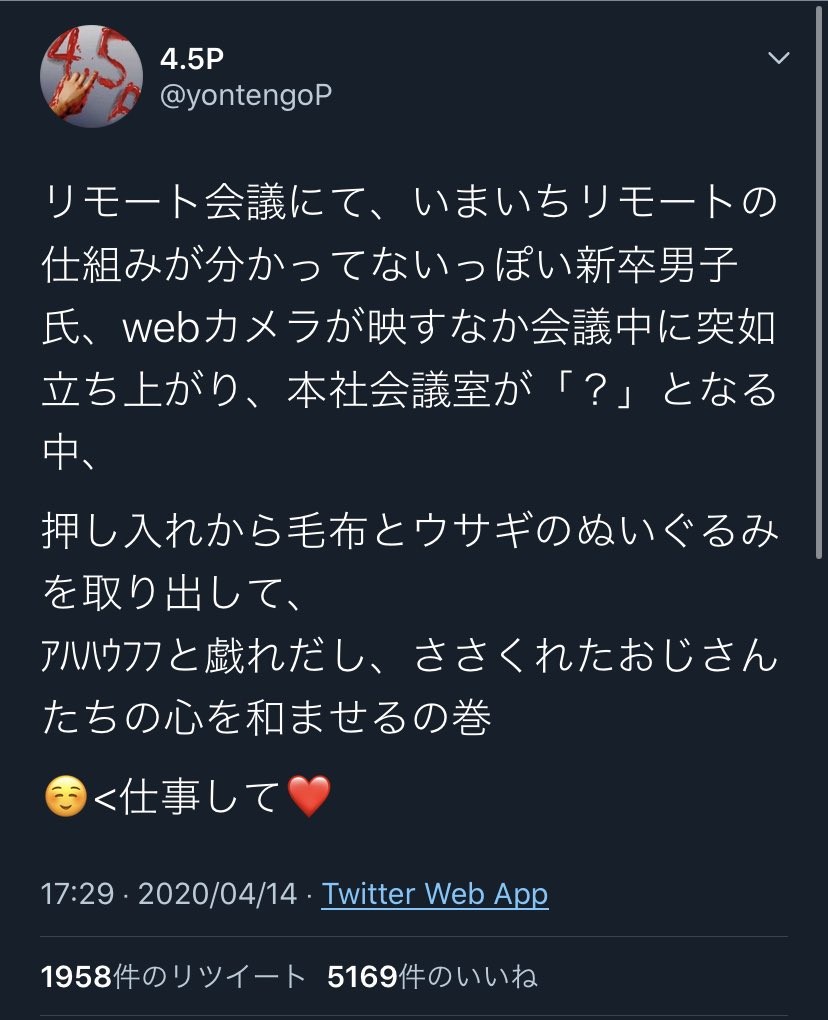 4.5P
@yontengoP
リモート会議にて、いまいちリモートの
仕組みが分かってないっぽい新卒男子
氏、webカメラが映すなか会議中に突如
立ち上がり、本社会議室が「？」となる
中、
押し入れから毛布とウサギのぬいぐるみ
を取り出して、
ｱﾊﾊｳﾌﾌと戯れだし、ささくれたおじさん
たちの心を和ませるの巻
☺️<仕事して❤️
17:29 · 2020/04/14 · Twitter Web App
1958件のリツイート 5169件のいいね